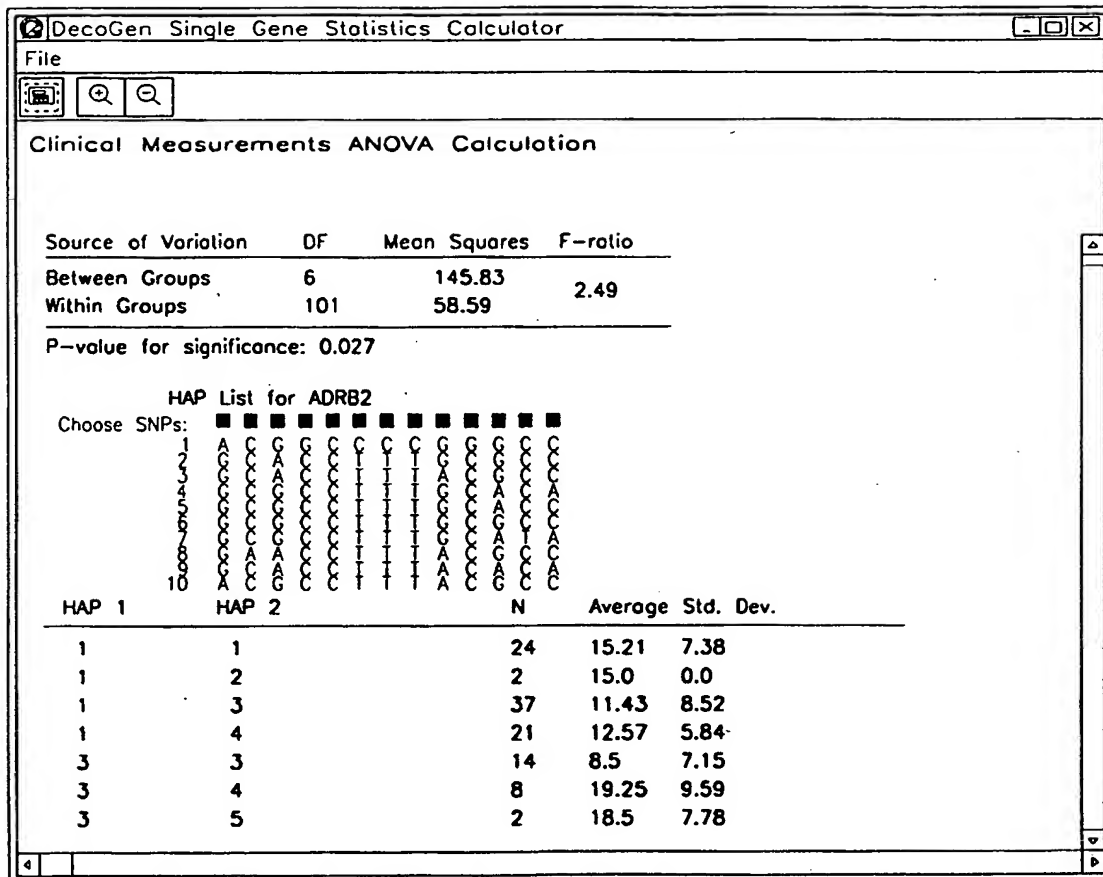 DecoGen Single Gene Statistics Calculator
File
Clinical Measurements ANOVA Calculation
Source of Variation DF Mean Squares F-ratio
Between Groups 6 145.83
2.49
Within Groups 101 58.59
P-value for significance: 0.027
HAP List for ADRB2
Choose SNPs:
1 A C G G C C C C G G G C C
2 G C A C C T T T G C G C C
3 G C A C C T T T A C G C C
4 G C G C C T T T G C A C A
5 G C G C C T T T G C A C C
6 G C G C C T T T G C G C C
7 G C G C C T T T G C A T A
8 G A A C C T T T A C G C C
9 G C A C C T T T A C A C A
10 A C G C C T T T A C G C C
HAP 1 HAP 2 N Average Std. Dev.
1 1 24 15.21 7.38
1 2 2 15.0 0.0
1 3 37 11.43 8.52
1 4 21 12.57 5.84
3 3 14 8.5 7.15
3 4 8 19.25 9.59
3 5 2 18.5 7.78